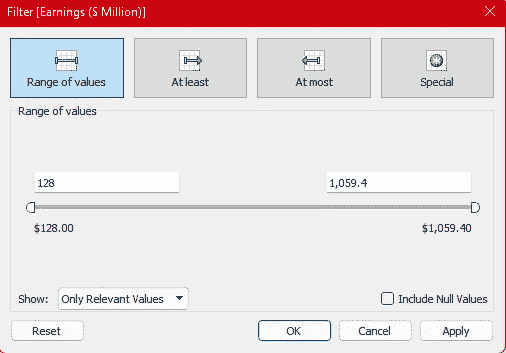 Filter [Earnings ($ Million)]
Range of values At least At most Special
Range of values
128 1,059.4
$128.00 $1,059.40
Show: Only Relevant Values Include Null Values
Reset OK Cancel Apply